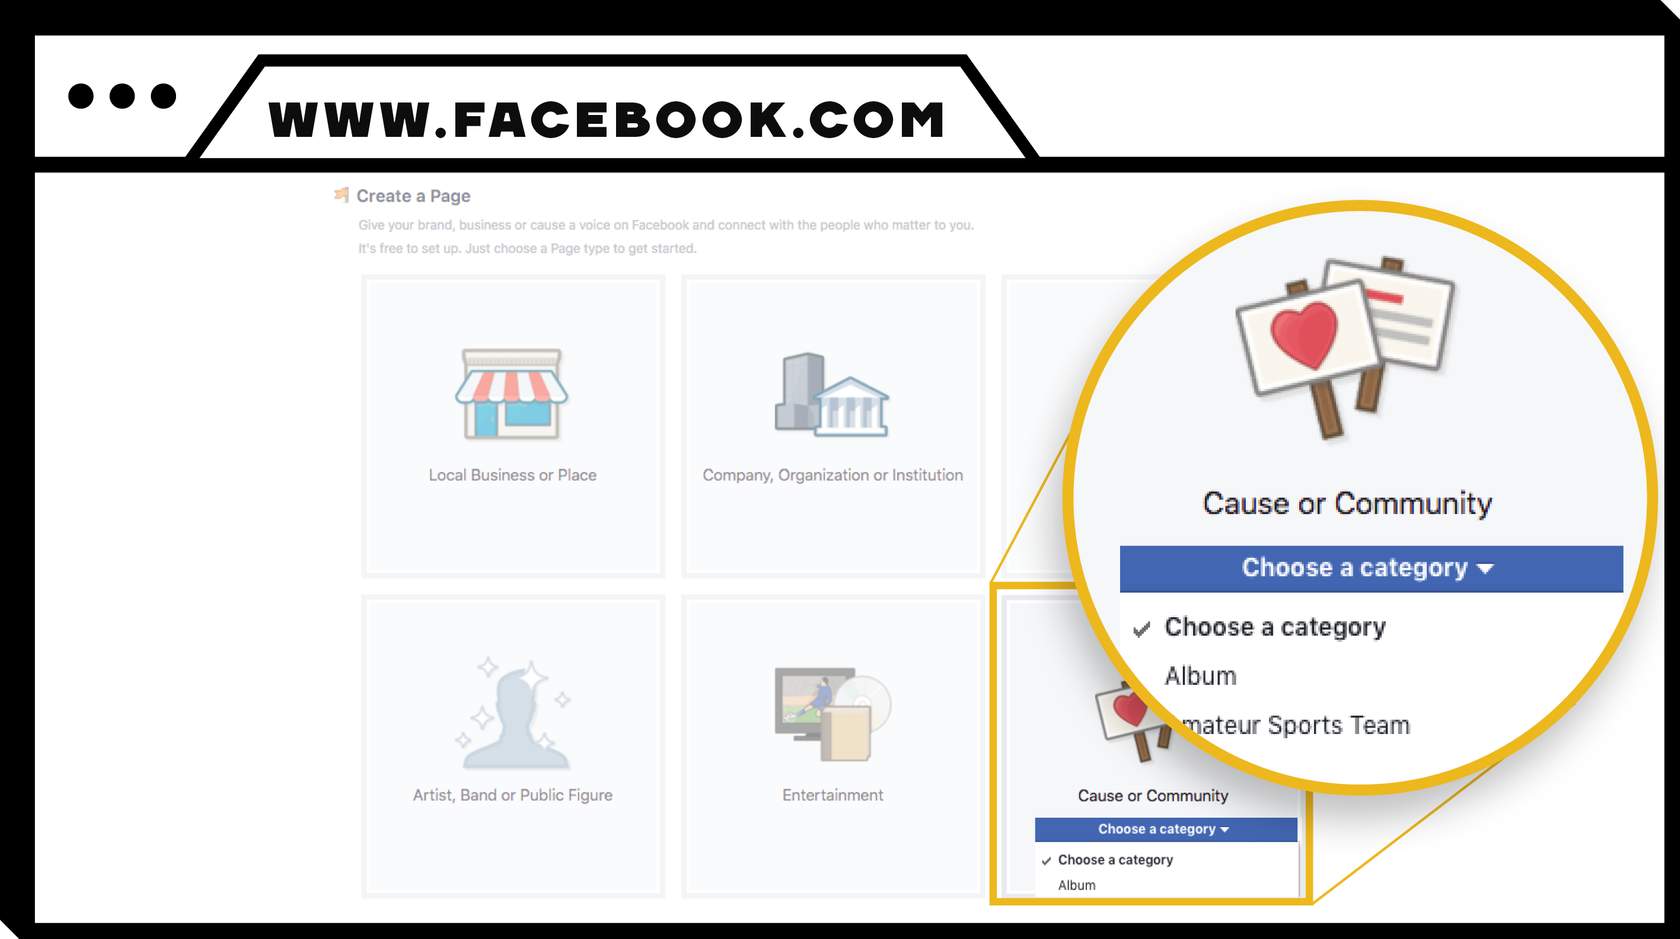 WWW.FACEBOOK.COM
Create a Page
Give your brand, business or cause a voice on Facebook and connect with the people who matter to you.
It's free to set up. Just choose a Page type to get started.
Local Business or Place
Company, Organization or Institution
Cause or Community
Choose a category
Choose a category
Album
mateur Sports Team
Artist, Band or Public Figure
Entertainment
Cause or Community
Choose a category
Choose a category
Album